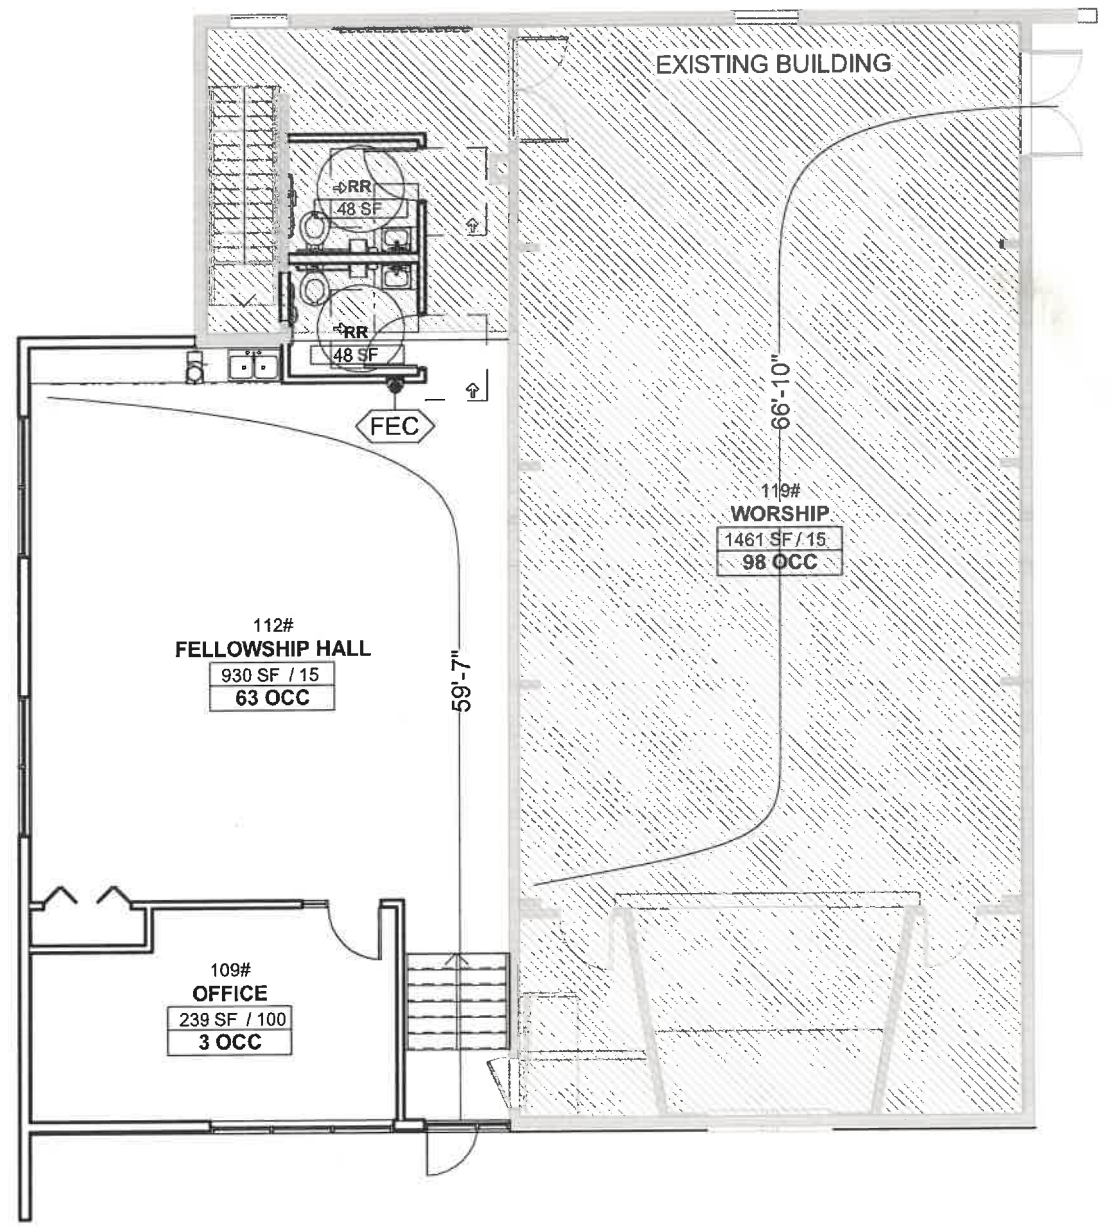 EXISTING BUILDING
RR
48 SF
RR
48 SF
FEC
66'-10"
119#
WORSHIP
1461 SF / 15
98 OCC
112#
FELLOWSHIP HALL
930 SF / 15
63 OCC
59'-7"
109#
OFFICE
239 SF / 100
3 OCC